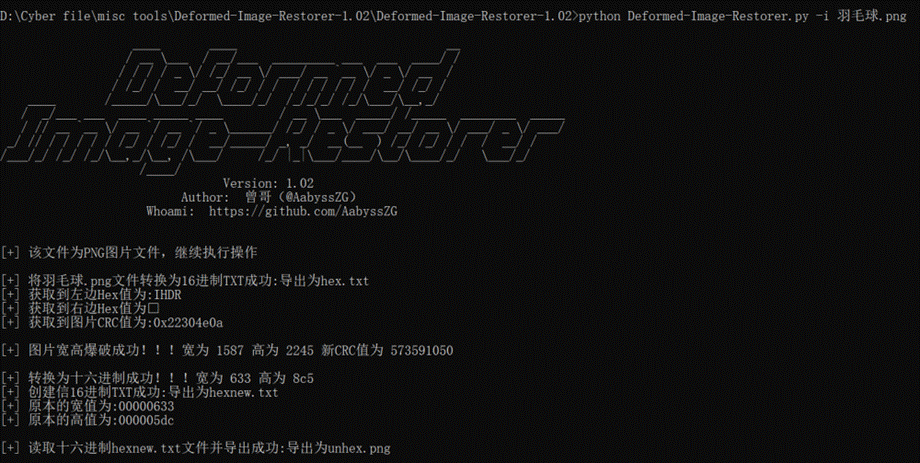 D:\Cyber file\misc tools\Deformed-Image-Restorer-1.02\Deformed-Image-Restorer-1.02>python Deformed-Image-Restorer.py -i 羽毛球.png
Deformed
Image-Restorer
Version: 1.02
Author:  曾哥（@AabyssZG）
Whoami:  https://github.com/AabyssZG
[+] 该文件为PNG图片文件，继续执行操作
[+] 将羽毛球.png文件转换为16进制TXT成功:导出为hex.txt
[+] 获取到左边Hex值为:IHDR
[+] 获取到右边Hex值为□
[+] 获取到图片CRC值为:0x22304e0a
[+] 图片宽高爆破成功！！！宽为 1587 高为 2245 新CRC值为 573591050
[+] 转换为十六进制成功！！！宽为 633 高为 8c5
[+] 创建信16进制TXT成功:导出为hexnew.txt
[+] 原本的宽值为:00000633
[+] 原本的高值为:000005dc
[+] 读取十六进制hexnew.txt文件并导出成功:导出为unhex.png